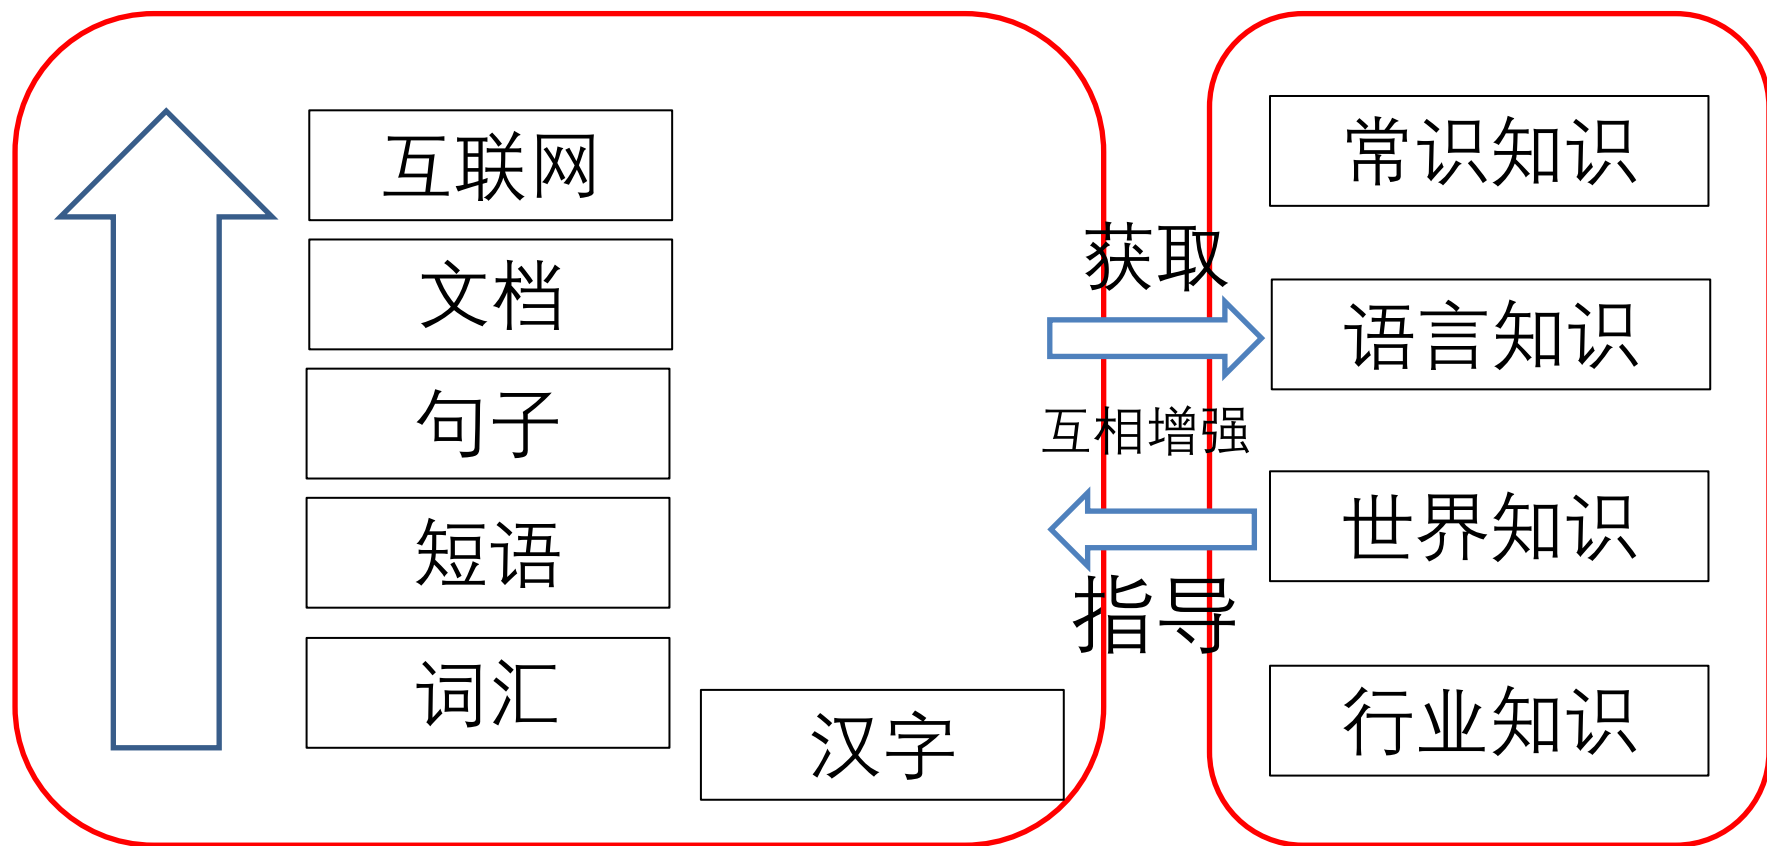 互联网
文档
句子
短语
词汇
汉字
获取
互相增强
指导
常识知识
语言知识
世界知识
行业知识